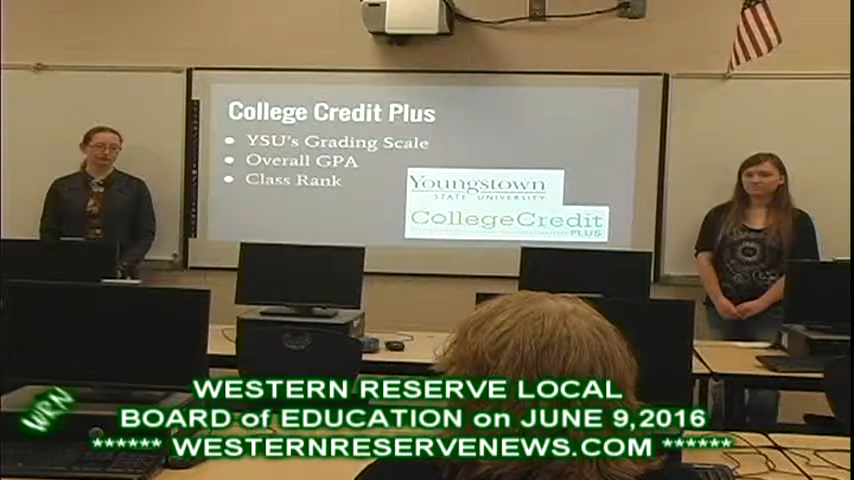 College Credit Plus
• YSU's Grading Scale
• Overall GPA
• Class Rank
Youngstown
STATE UNIVERSITY
CollegeCredit
PLUS
WRN
WESTERN RESERVE LOCAL
BOARD of EDUCATION on JUNE 9,2016
****** WESTERNRESERVENEWS.COM ******